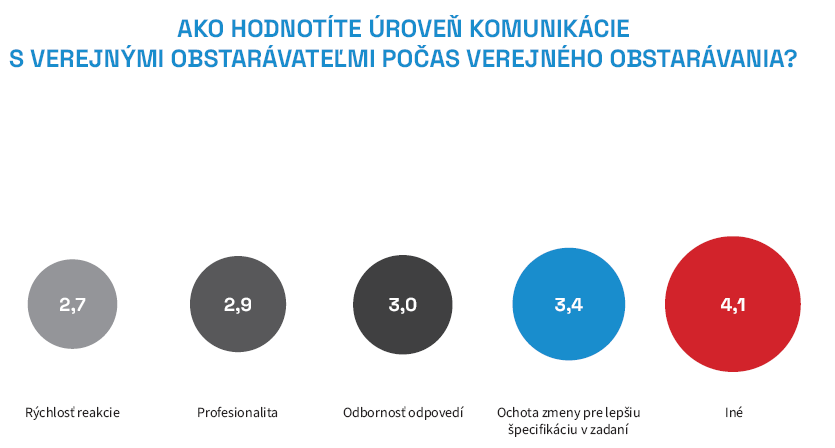 AKO HODNOTÍTE ÚROVEŇ KOMUNIKÁCIE
S VEREJNÝMI OBSTARÁVATEĽMI POČAS VEREJNÉHO OBSTARÁVANIA?
2,7
2,9
3,0
3,4
4,1
Rýchlosť reakcie
Profesionalita
Odbornosť odpovedí
Ochota zmeny pre lepšiu
špecifikáciu v zadaní
Iné